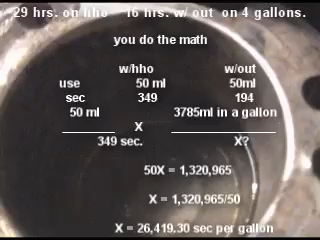 29 hrs. on hho 16 hrs. w/ out on 4 gallons.
you do the math
w/hho w/out
use 50 ml 50ml
sec 349 194
50 ml 3785ml in a gallon
X
349 sec. X?
50X = 1,320,965
X = 1,320,965/50
X = 26,419.30 sec per gallon